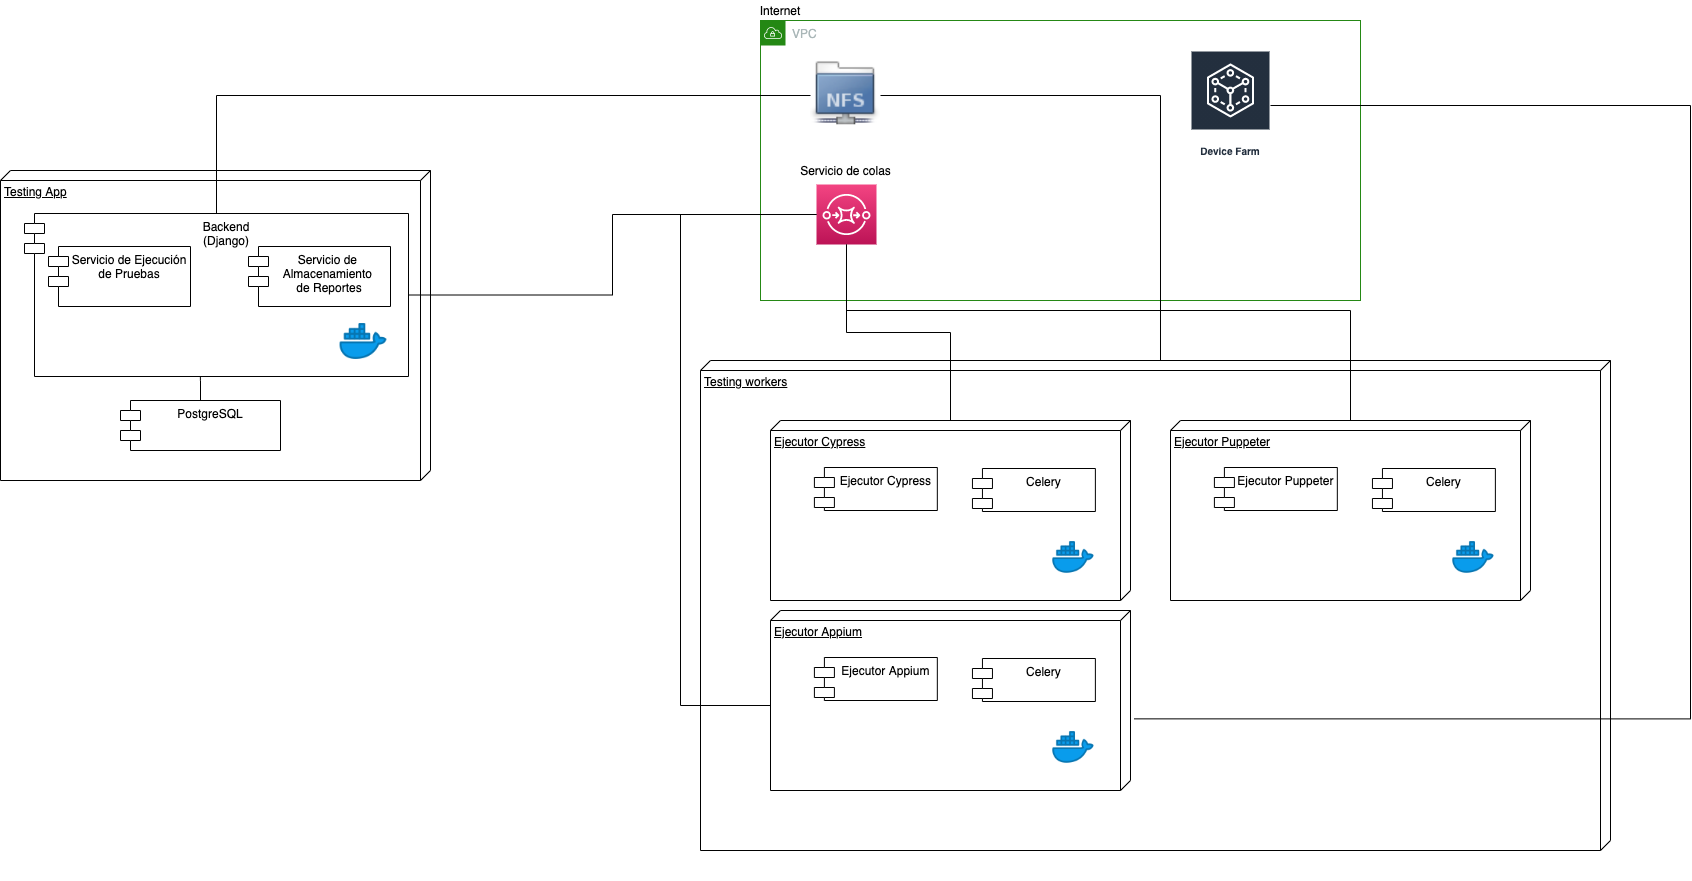 Internet
VPC
NFS
Device Farm
Servicio de colas
Testing App
Backend
(Django)
Servicio de Ejecución
de Pruebas
Servicio de
Almacenamiento
de Reportes
PostgreSQL
Testing workers
Ejecutor Cypress
Ejecutor Cypress
Celery
Ejecutor Puppeter
Ejecutor Puppeter
Celery
Ejecutor Appium
Ejecutor Appium
Celery